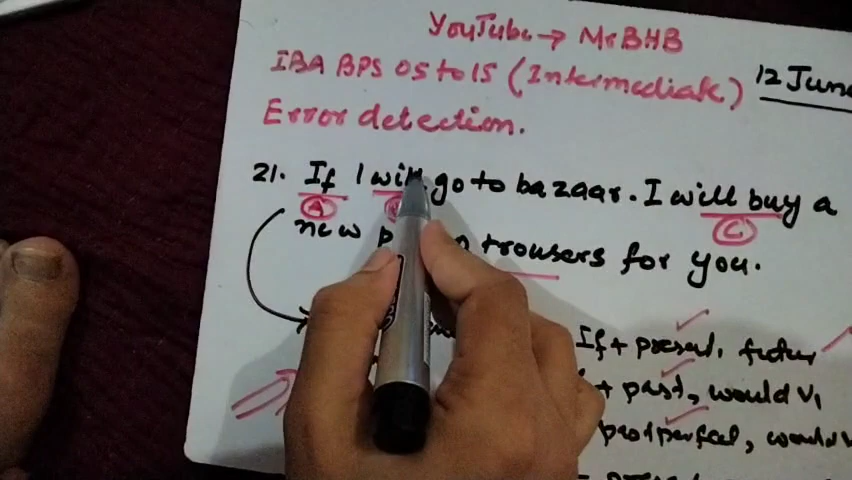 YouTube → MrBHB
IBA BPS 05 to 15 (Intermediate) 12 June
Error detection.
21. If I will go to bazaar. I will buy a
A C
new trousers for you.
If + present, futur
+ past, would V1
past perfect, would